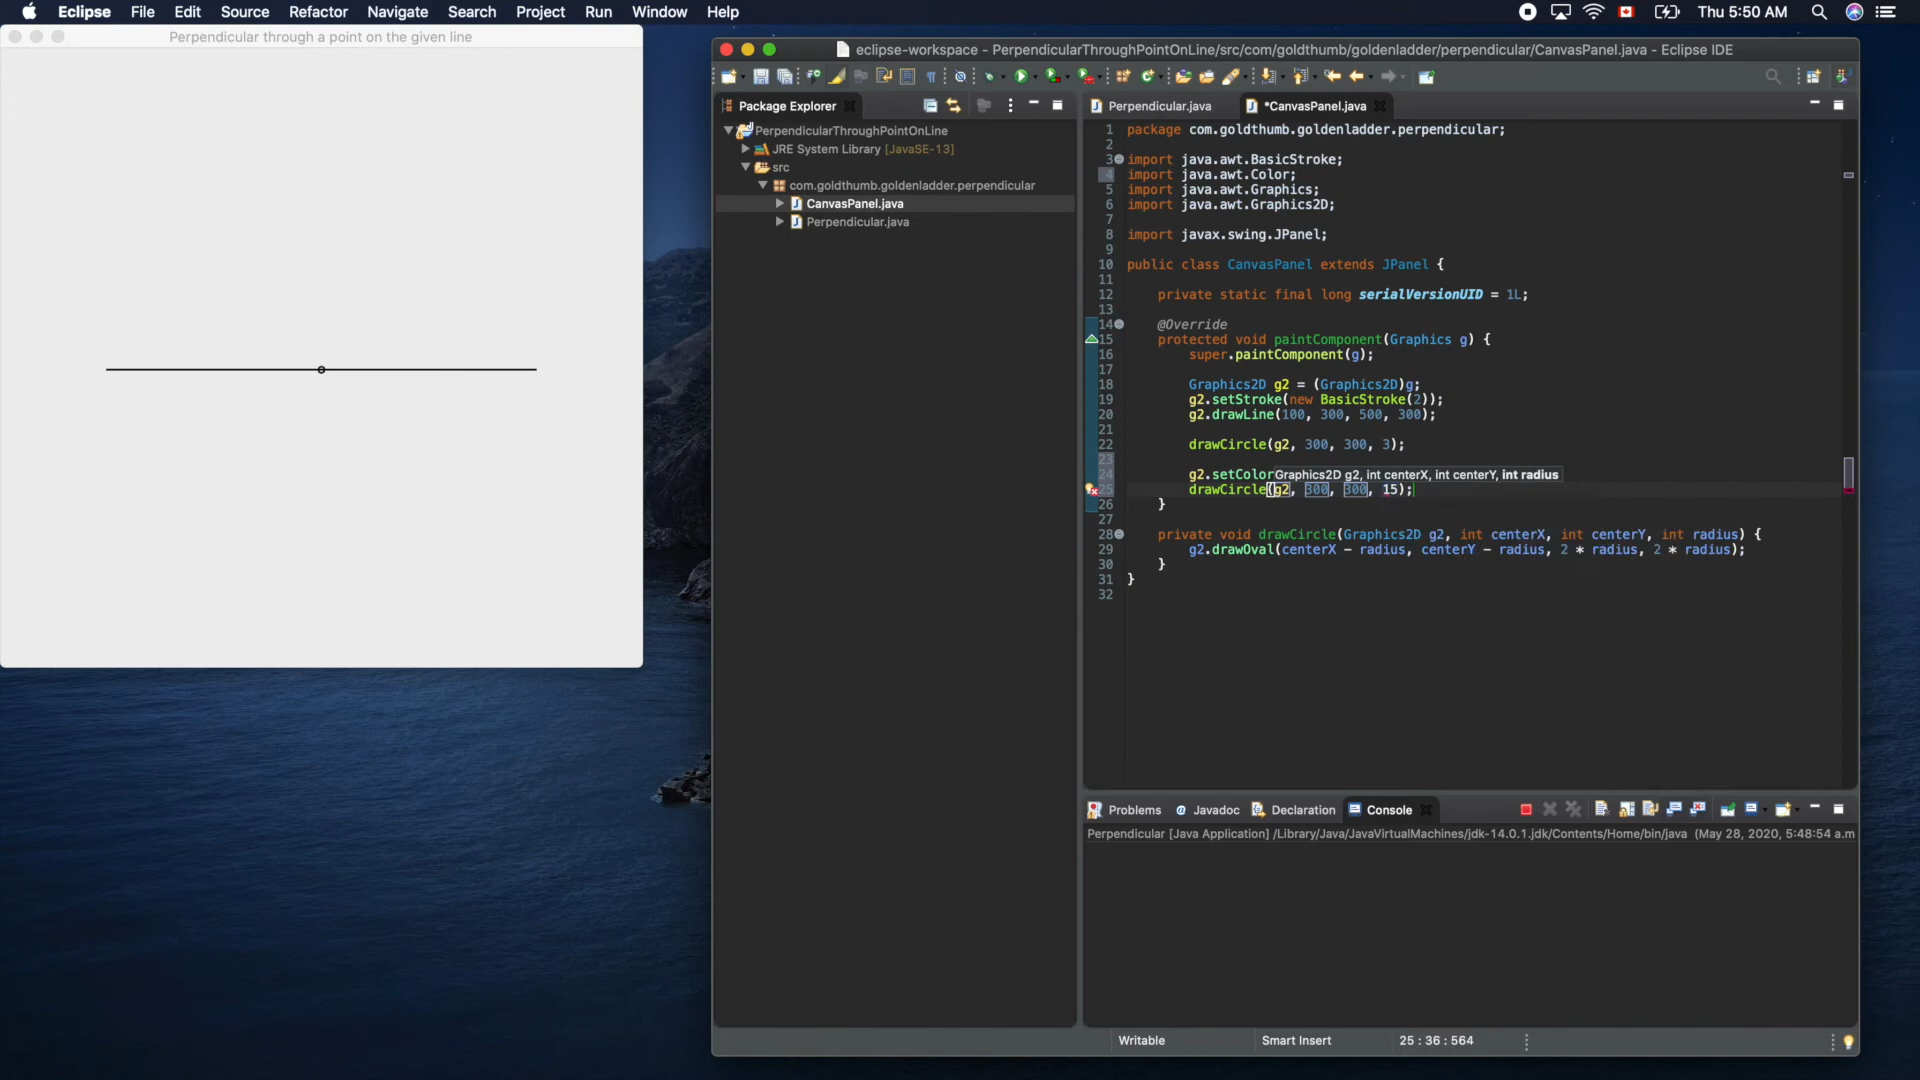 Eclipse File Edit Source Refactor Navigate Search Project Run Window Help
Thu 5:50 AM
Perpendicular through a point on the given line
eclipse-workspace - PerpendicularThroughPointOnLine/src/com/goldthumb/goldenladder/perpendicular/CanvasPanel.java - Eclipse IDE
Package Explorer
PerpendicularThroughPointOnLine
JRE System Library [JavaSE-13]
src
com.goldthumb.goldenladder.perpendicular
CanvasPanel.java
Perpendicular.java
Perpendicular.java *CanvasPanel.java
1 package com.goldthumb.goldenladder.perpendicular;
2
3 import java.awt.BasicStroke;
4 import java.awt.Color;
5 import java.awt.Graphics;
6 import java.awt.Graphics2D;
7
8 import javax.swing.JPanel;
9
10 public class CanvasPanel extends JPanel {
11
12 private static final long serialVersionUID = 1L;
13
14 @Override
15 protected void paintComponent(Graphics g) {
16 super.paintComponent(g);
17
18 Graphics2D g2 = (Graphics2D)g;
19 g2.setStroke(new BasicStroke(2));
20 g2.drawLine(100, 300, 500, 300);
21
22 drawCircle(g2, 300, 300, 3);
23
24 g2.setColor
Graphics2D g2, int centerX, int centerY, int radius
25 drawCircle(g2, 300, 300, 15);
26 }
27
28 private void drawCircle(Graphics2D g2, int centerX, int centerY, int radius) {
29 g2.drawOval(centerX - radius, centerY - radius, 2 * radius, 2 * radius);
30 }
31 }
32
Problems @ Javadoc Declaration Console
Perpendicular [Java Application] /Library/Java/JavaVirtualMachines/jdk-14.0.1.jdk/Contents/Home/bin/java (May 28, 2020, 5:48:54 a.m
Writable Smart Insert 25 : 36 : 564